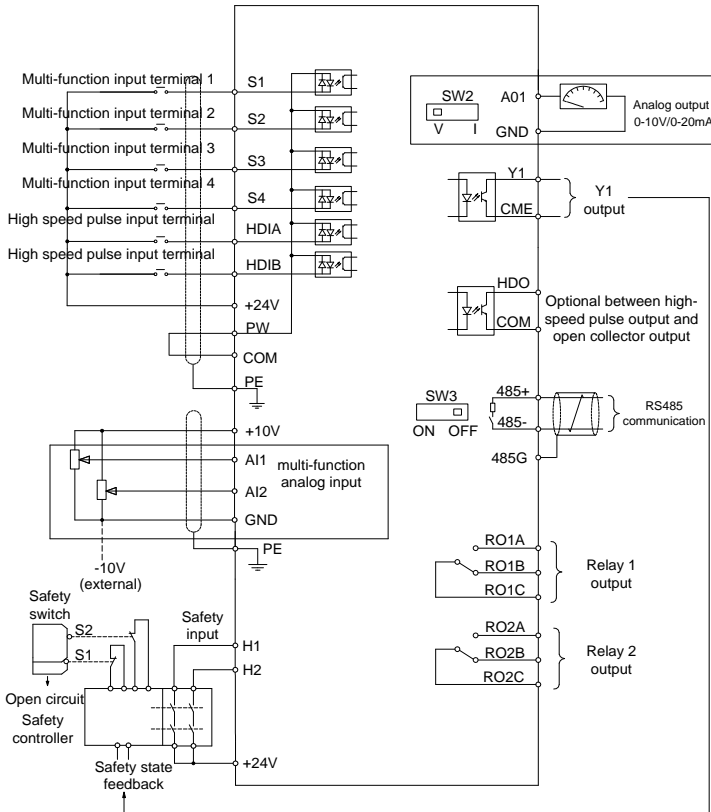 Multi-function input terminal 1
S1
Multi-function input terminal 2
S2
Multi-function input terminal 3
S3
Multi-function input terminal 4
S4
High speed pulse input terminal
HDIA
High speed pulse input terminal
HDIB
+24V
PW
COM
PE
+10V
AI1
multi-function
analog input
AI2
GND
PE
-10V
(external)
Safety
switch
S2
S1
Open circuit
Safety
controller
Safety
input
H1
H2
+24V
Safety state
feedback
SW2
V I
A01
GND
Analog output
0-10V/0-20mA
Y1
CME
Y1
output
HDO
COM
Optional between high-
speed pulse output and
open collector output
SW3
ON OFF
485+
485-
485G
RS485
communication
RO1A
RO1B
RO1C
Relay 1
output
RO2A
RO2B
RO2C
Relay 2
output